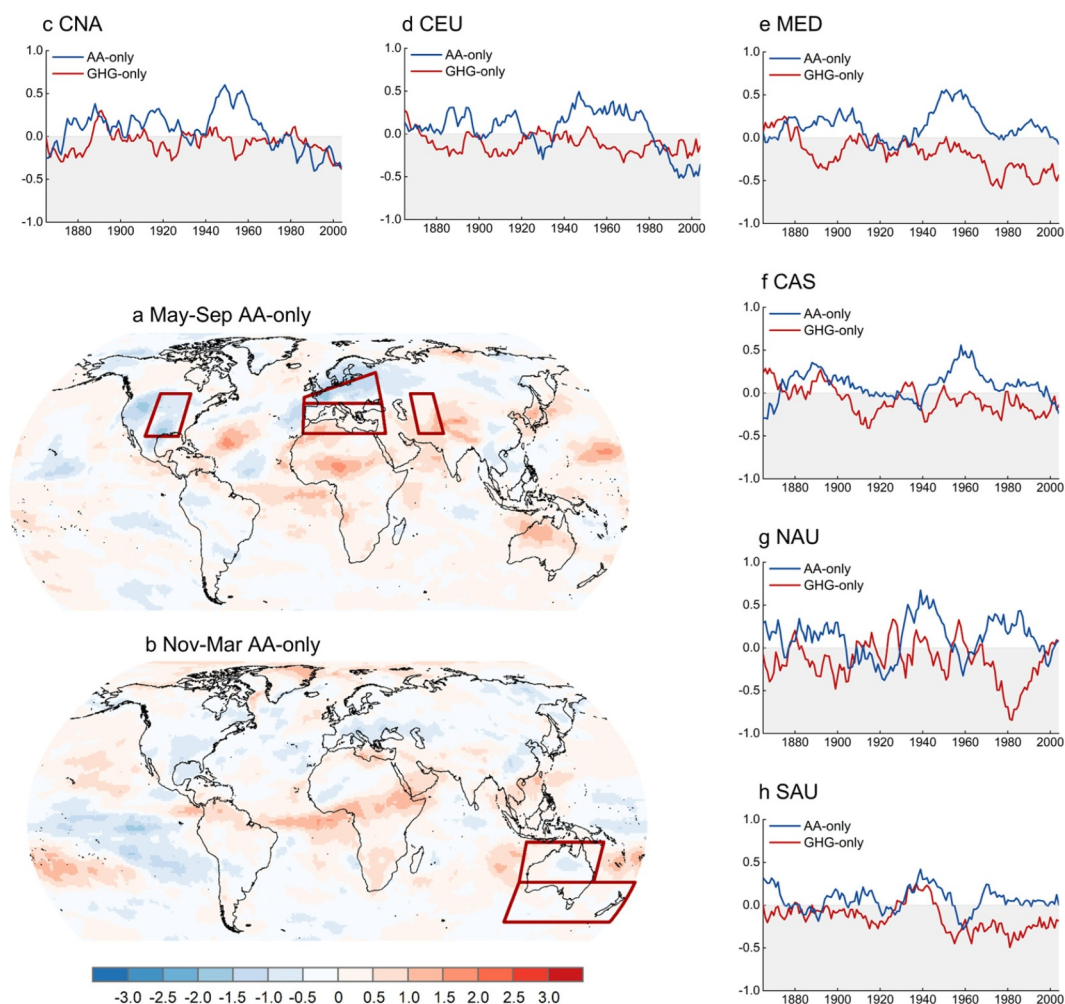 c CNA
1.0
0.5
0.0
-0.5
-1.0
AA-only
GHG-only
1880 1900 1920 1940 1960 1980 2000
d CEU
1.0
0.5
0.0
-0.5
-1.0
AA-only
GHG-only
1880 1900 1920 1940 1960 1980 2000
e MED
1.0
0.5
0.0
-0.5
-1.0
AA-only
GHG-only
1880 1900 1920 1940 1960 1980 2000
a May-Sep AA-only
f CAS
1.0
0.5
0.0
-0.5
-1.0
AA-only
GHG-only
1880 1900 1920 1940 1960 1980 2000
g NAU
1.0
0.5
0.0
-0.5
-1.0
AA-only
GHG-only
1880 1900 1920 1940 1960 1980 2000
b Nov-Mar AA-only
h SAU
1.0
0.5
0.0
-0.5
-1.0
AA-only
GHG-only
1880 1900 1920 1940 1960 1980 2000
-3.0 -2.5 -2.0 -1.5 -1.0 -0.5 0 0.5 1.0 1.5 2.0 2.5 3.0